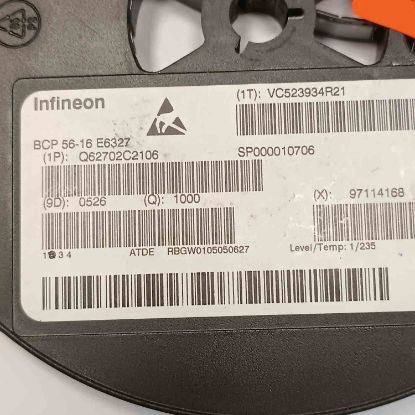 Infineon
(1T): VC523934R21
BCP 56-16 E6327
(1P): Q62702C2106
SP000010706
(9D): 0526 (Q): 1000
(X): 97114168
ATDE RBGW0105050627
Level/Temp: 1/235